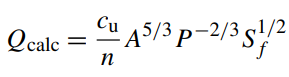 Q_calc = c_u/n A^{5/3} P^{-2/3} S_f^{1/2}